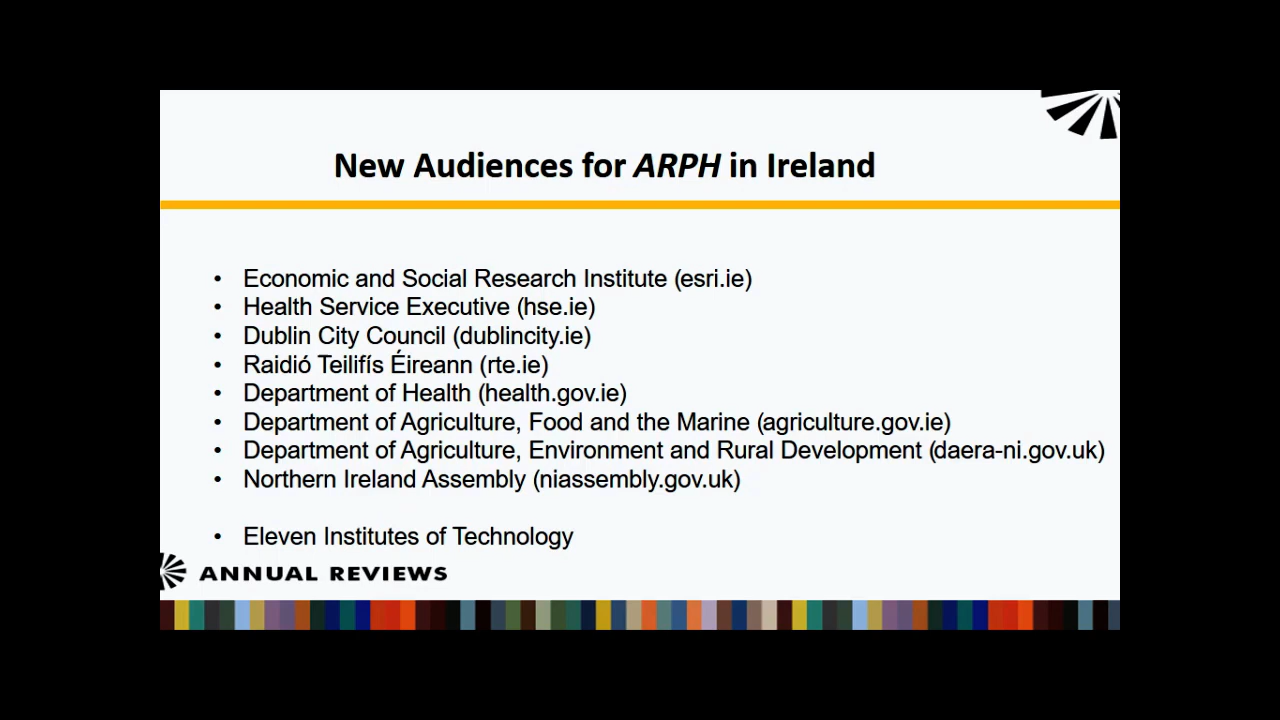 New Audiences for ARPH in Ireland
• Economic and Social Research Institute (esri.ie)
• Health Service Executive (hse.ie)
• Dublin City Council (dublincity.ie)
• Raidió Teilifís Éireann (rte.ie)
• Department of Health (health.gov.ie)
• Department of Agriculture, Food and the Marine (agriculture.gov.ie)
• Department of Agriculture, Environment and Rural Development (daera-ni.gov.uk)
• Northern Ireland Assembly (niassembly.gov.uk)
• Eleven Institutes of Technology
ANNUAL REVIEWS